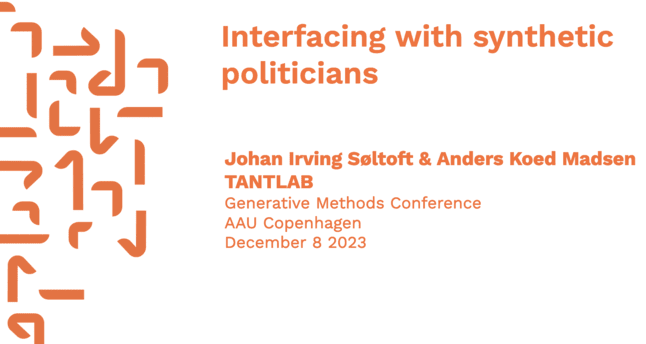 Interfacing with synthetic
politicians
Johan Irving Søltoft & Anders Koed Madsen
TANTLAB
Generative Methods Conference
AAU Copenhagen
December 8 2023